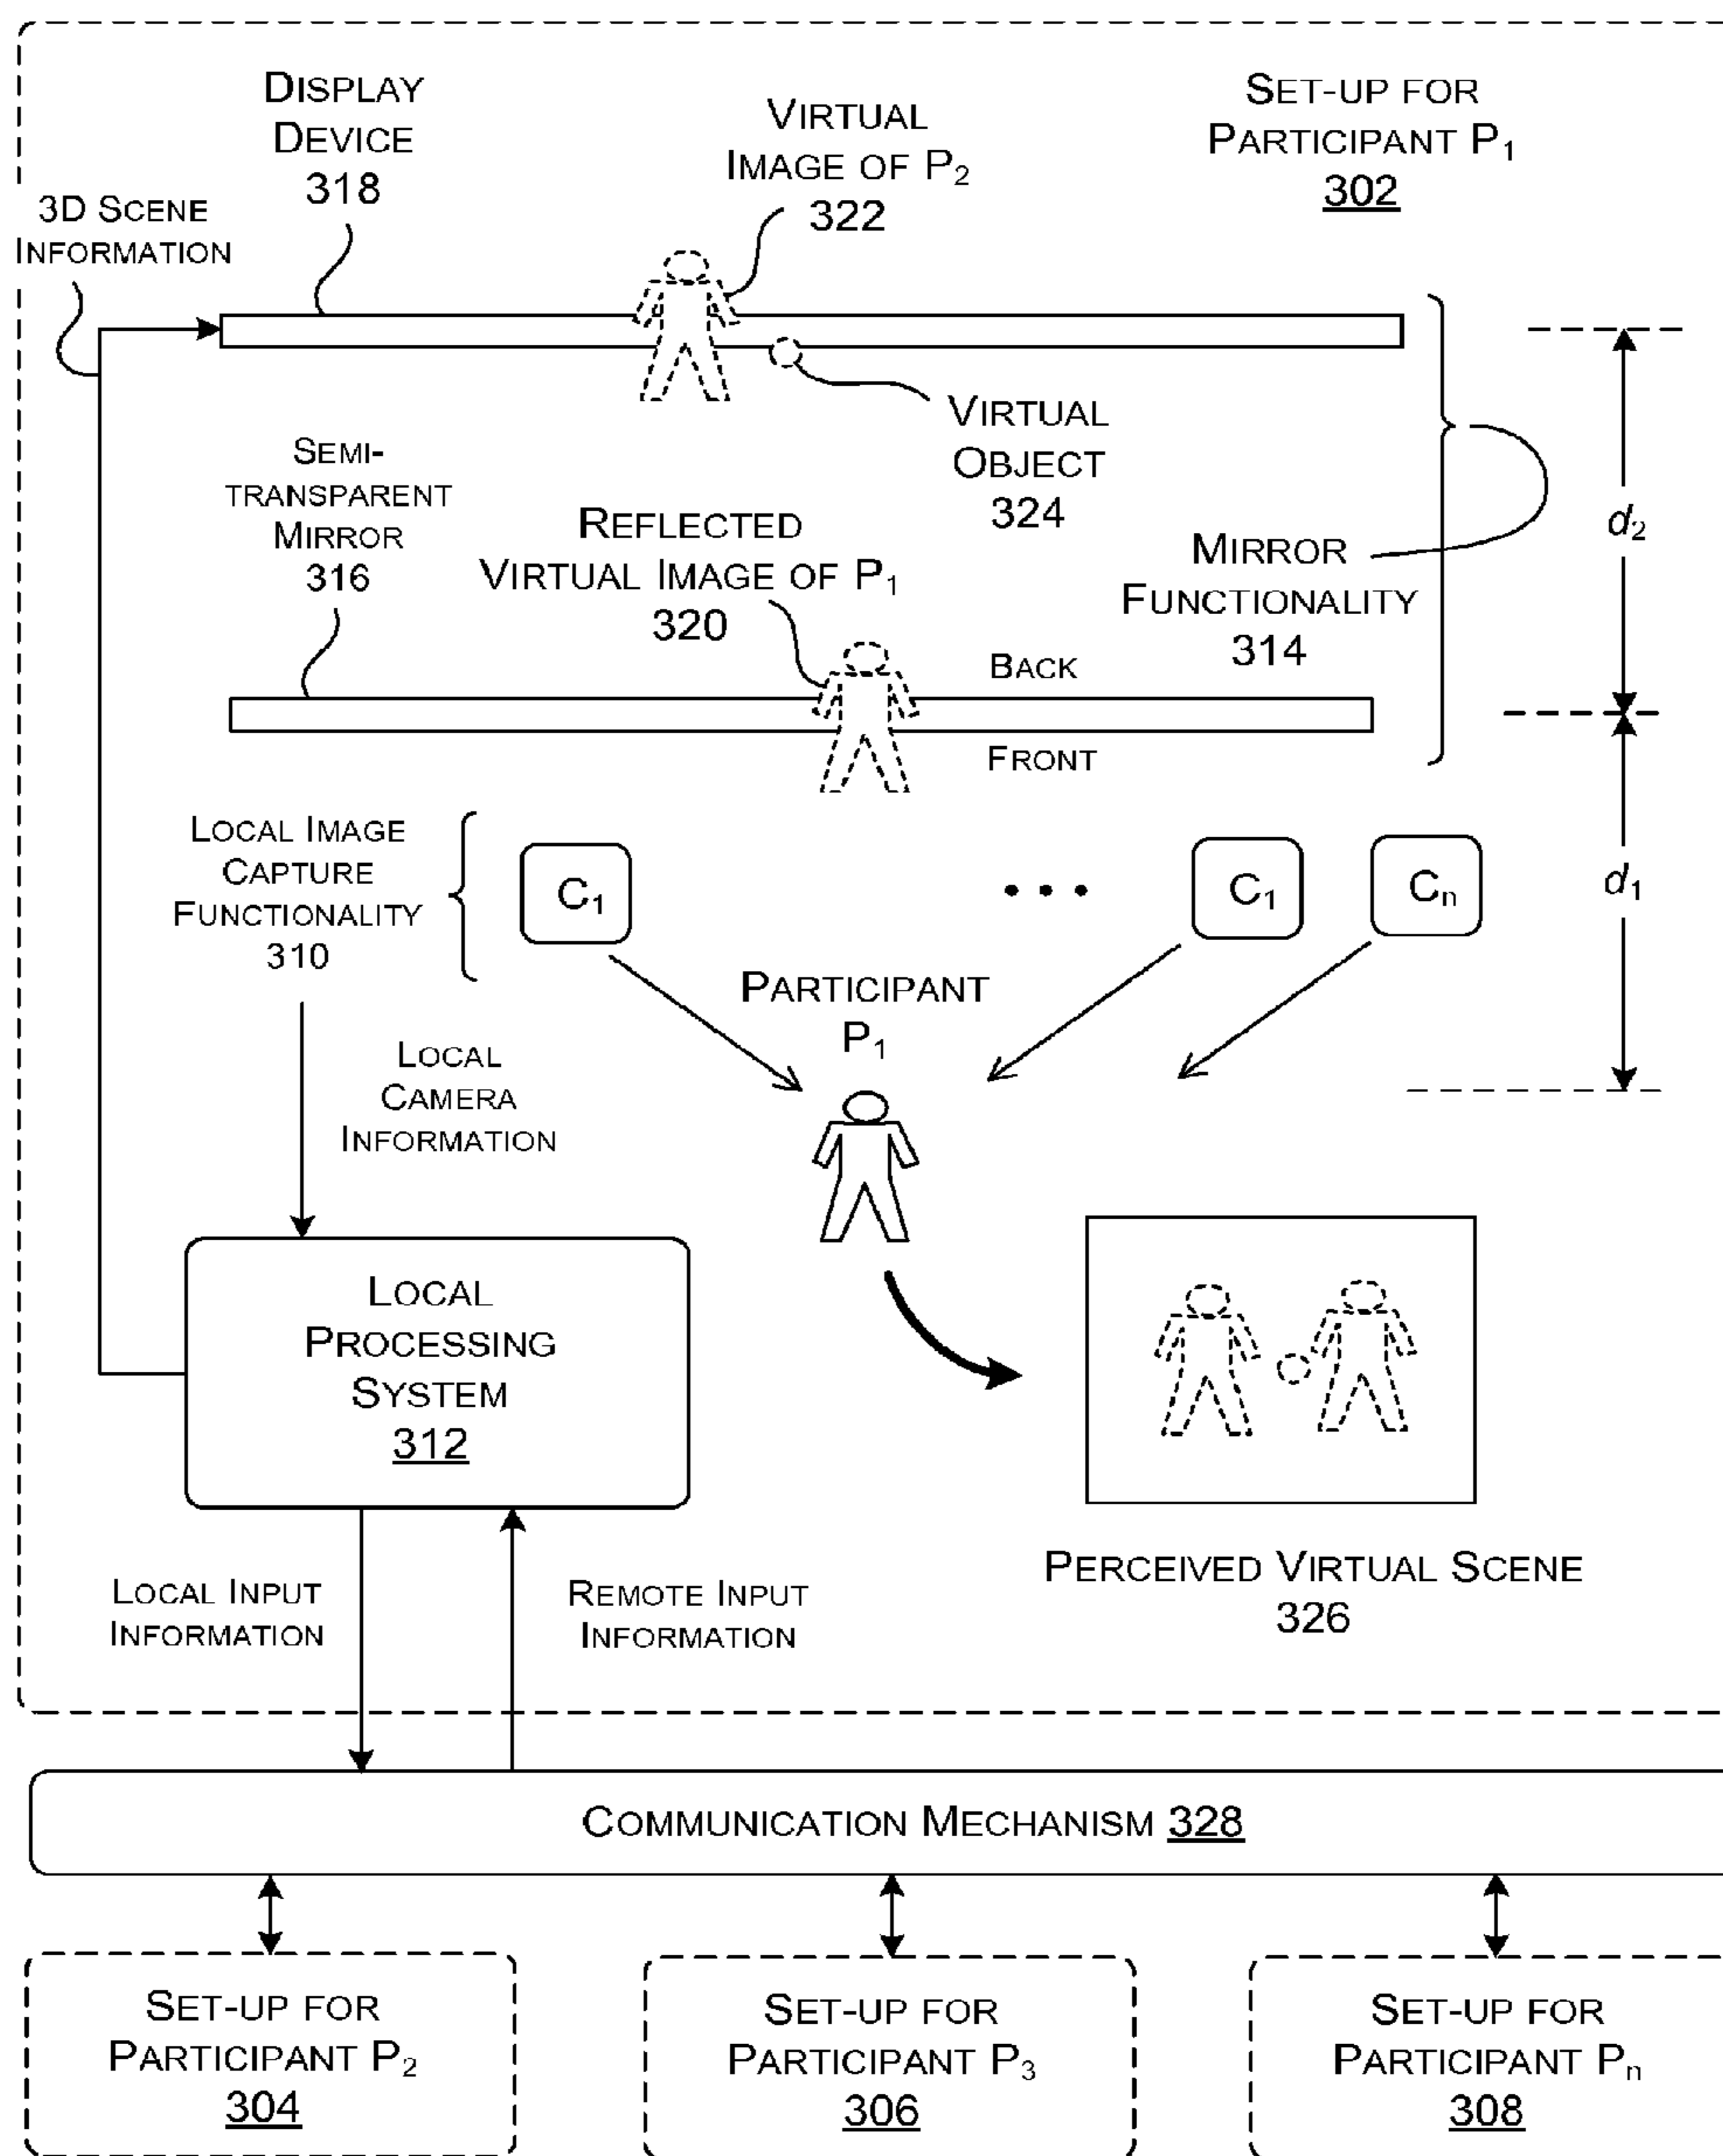 DISPLAY
DEVICE
318
VIRTUAL
IMAGE OF P2
322
SET-UP FOR
PARTICIPANT P1
302
3D SCENE
INFORMATION
VIRTUAL
OBJECT
324
SEMI-
TRANSPARENT
MIRROR
316
REFLECTED
VIRTUAL IMAGE OF P1
320
MIRROR
FUNCTIONALITY
314
d2
BACK
FRONT
LOCAL IMAGE
CAPTURE
FUNCTIONALITY
310
C1
• • •
C1
Cn
d1
PARTICIPANT
P1
LOCAL
CAMERA
INFORMATION
LOCAL
PROCESSING
SYSTEM
312
PERCEIVED VIRTUAL SCENE
326
LOCAL INPUT
INFORMATION
REMOTE INPUT
INFORMATION
COMMUNICATION MECHANISM 328
SET-UP FOR
PARTICIPANT P2
304
SET-UP FOR
PARTICIPANT P3
306
SET-UP FOR
PARTICIPANT Pn
308